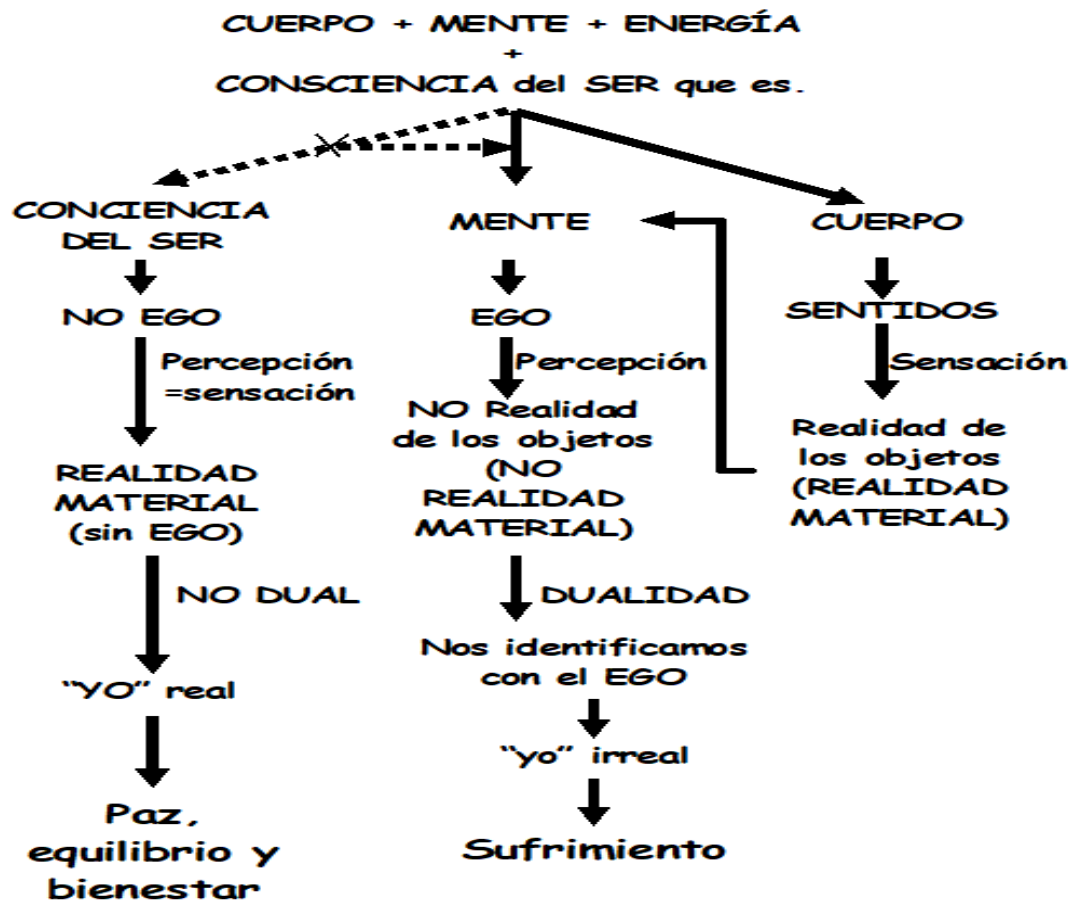 CUERPO + MENTE + ENERGÍA
+
CONSCIENCIA del SER que es.
CONCIENCIA
DEL SER
NO EGO
Percepción
=sensación
REALIDAD
MATERIAL
(sin EGO)
NO DUAL
“YO” real
Paz,
equilibrio y
bienestar
MENTE
EGO
Percepción
NO Realidad
de los objetos
(NO
REALIDAD
MATERIAL)
DUALIDAD
Nos identificamos
con el EGO
“yo” irreal
Sufrimiento
CUERPO
SENTIDOS
Sensación
Realidad de
los objetos
(REALIDAD
MATERIAL)